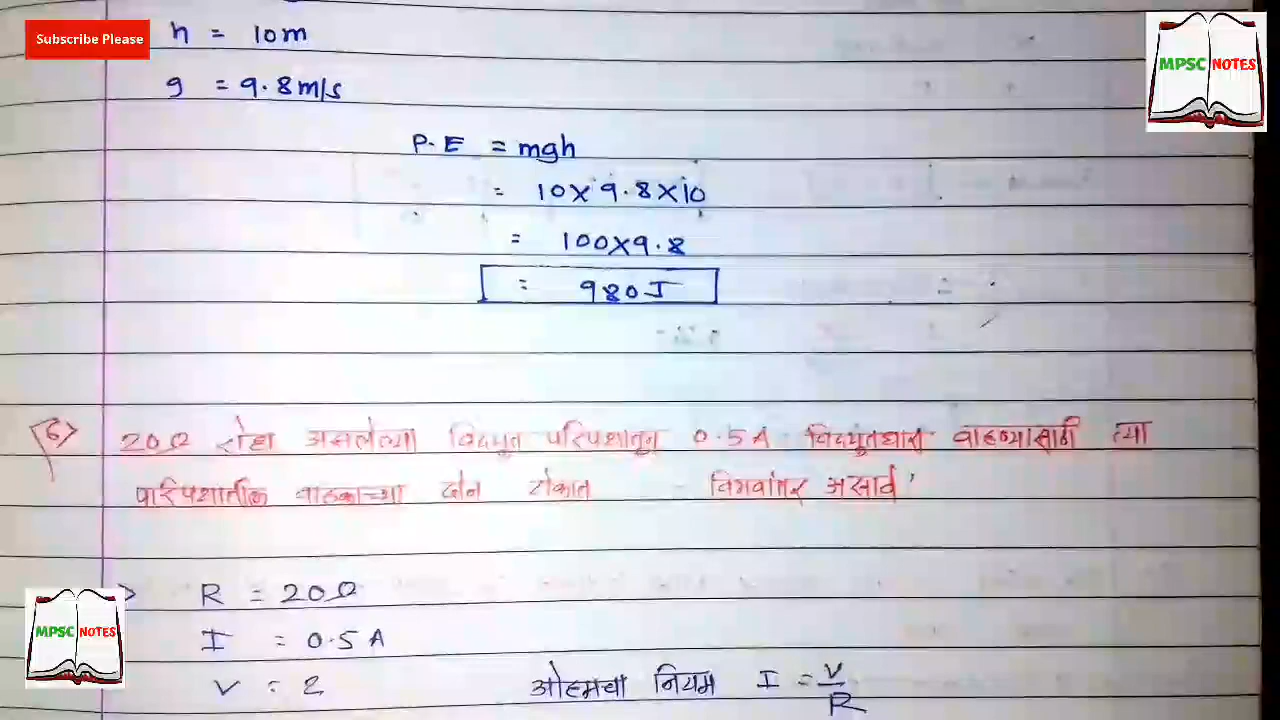 Subscribe Please
h = 10m
MPSC NOTES
g = 9.8m/s
P.E = mgh
= 10×9.8×10
= 100×9.8
= 980J
20Ω रोहा असलेल्या विद्युत परिपथातून 0.5A विद्युतधारा वाहण्यासाठी त्या
परिपथातील वाहकाच्या दोन टोकात विभवांतर असावे
R = 20Ω
I = 0.5A
MPSC NOTES
ओहमचा नियम I = V/R